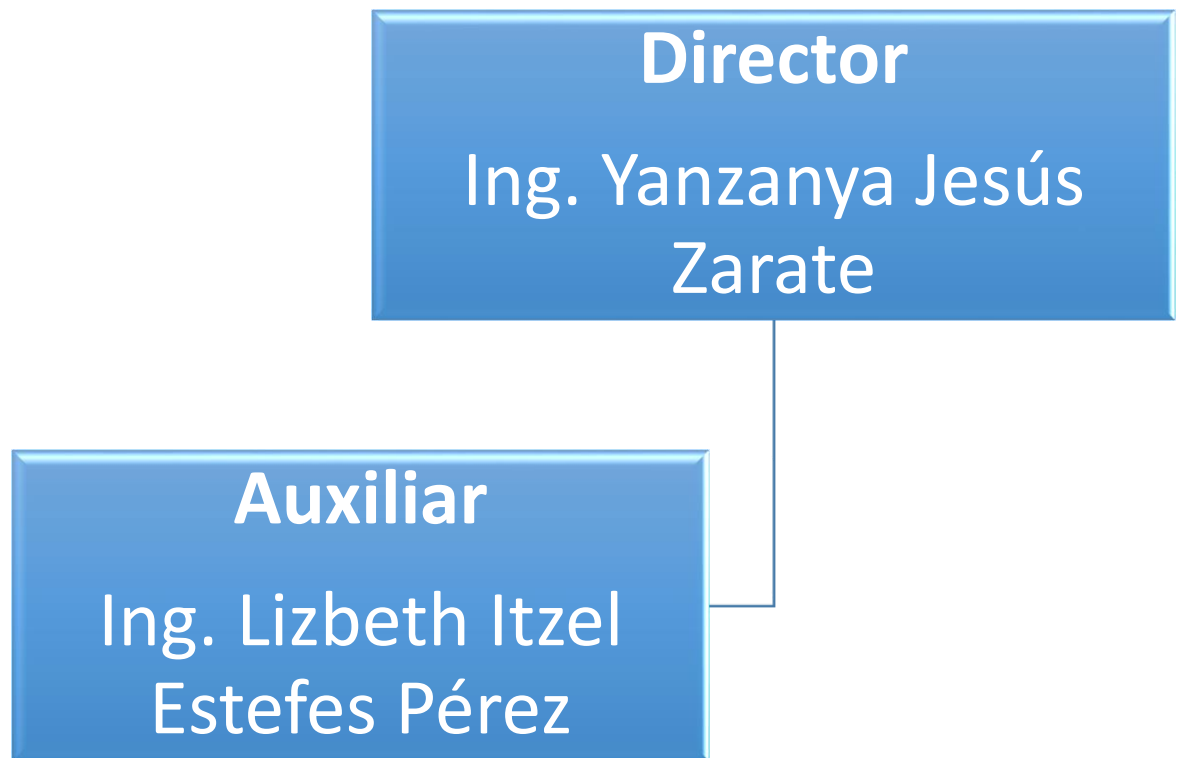 Director
Ing. Yanzanya Jesús
Zarate
Auxiliar
Ing. Lizbeth Itzel
Estefes Pérez